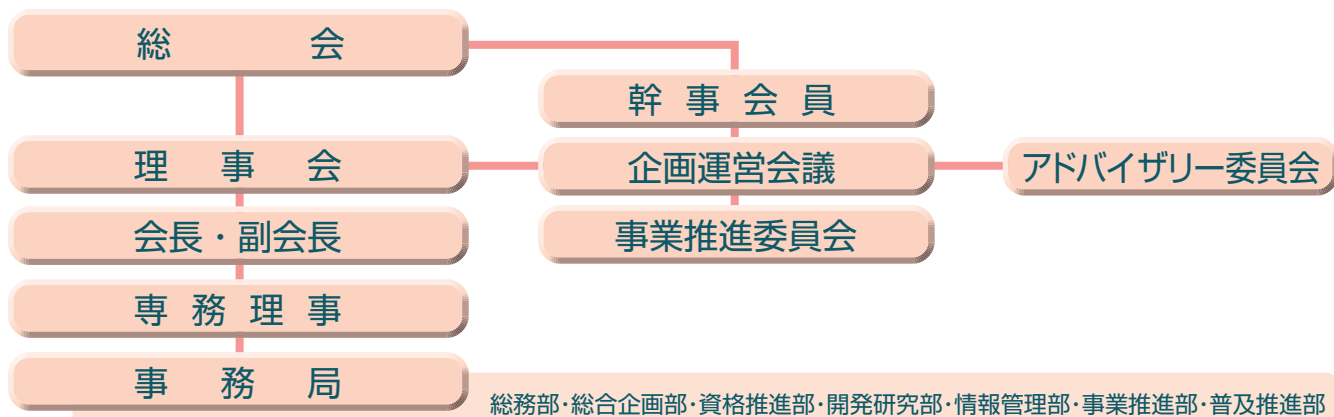 総会
幹事会員
理事会
企画運営会議
アドバイザリー委員会
会長・副会長
事業推進委員会
専務理事
事務局
総務部・総合企画部・資格推進部・開発研究部・情報管理部・事業推進部・普及推進部